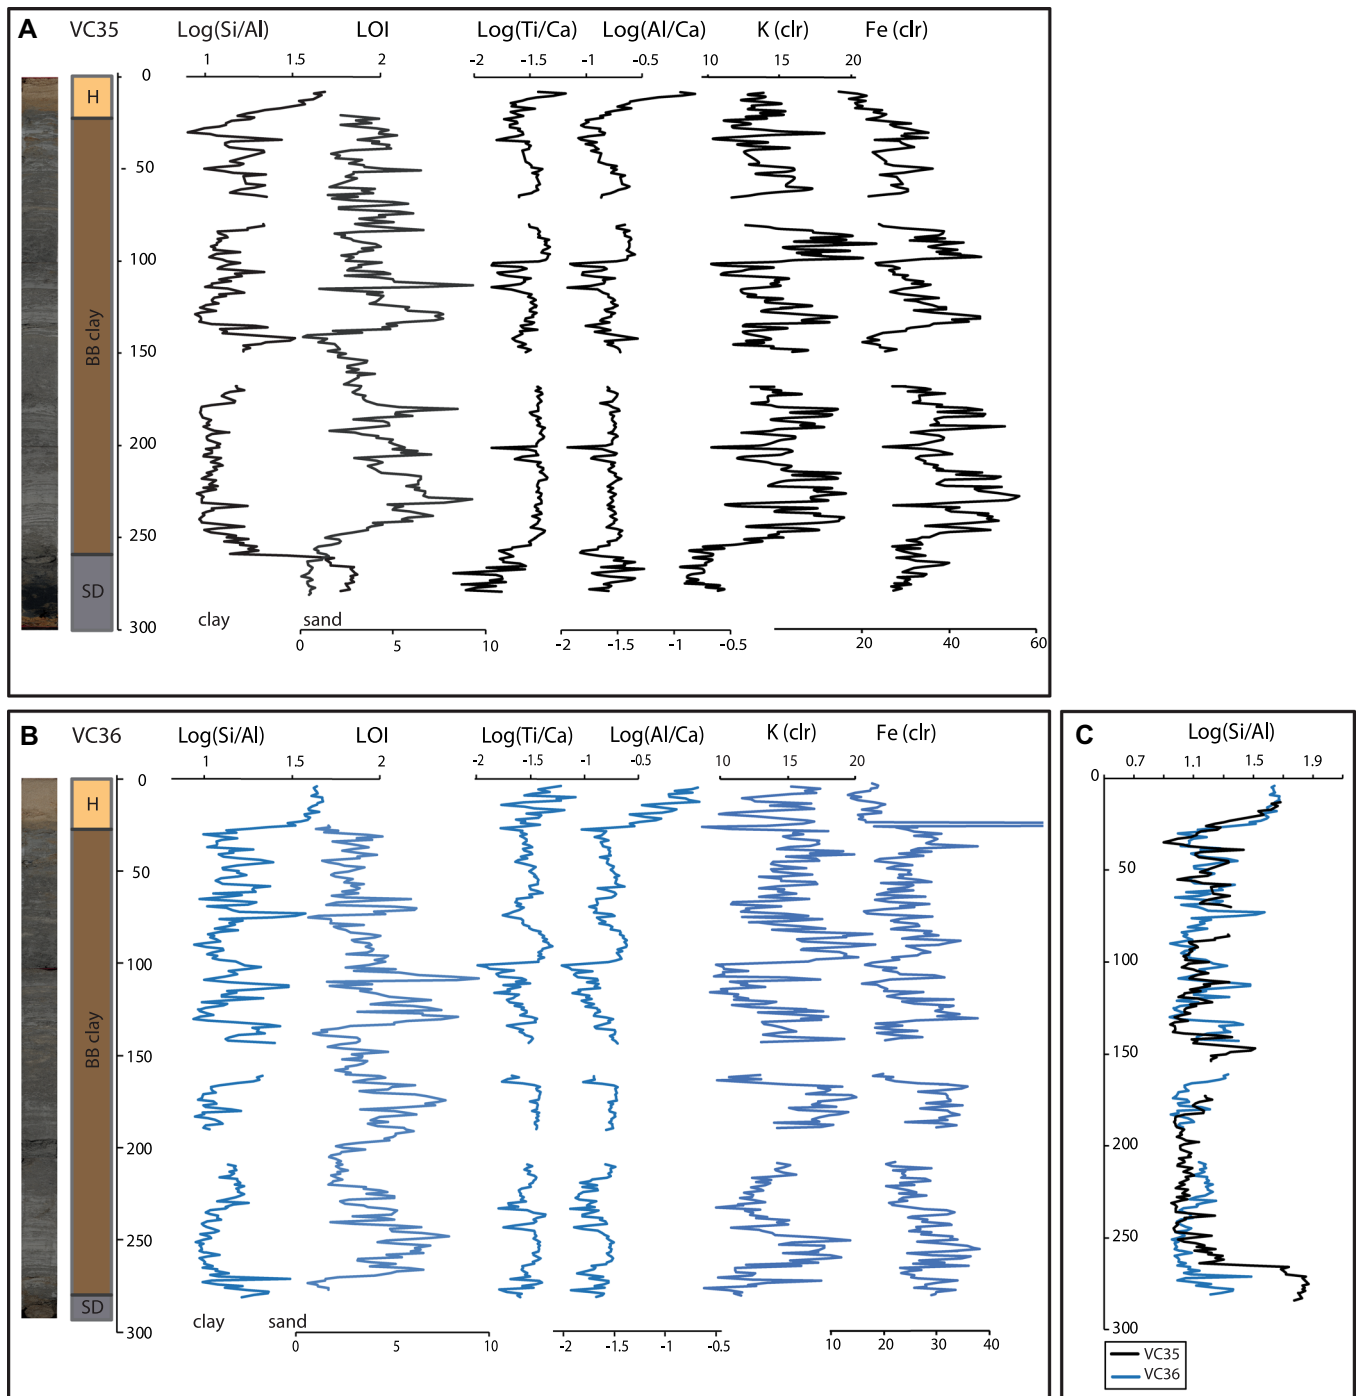 A VC35 Log(Si/Al) LOI Log(Ti/Ca) Log(Al/Ca) K (clr) Fe (clr)
1 1.5 2 -2 -1.5 -1 -0.5 10 15 20
0
H
50
100
BB clay
150
200
250
SD
300
clay sand
0 5 10 -2 -1.5 -1 -0.5 20 40 60
B VC36 Log(Si/Al) LOI Log(Ti/Ca) Log(Al/Ca) K (clr) Fe (clr)
1 1.5 2 -2 -1.5 -1 -0.5 10 15 20
0
H
50
100
BB clay
150
200
250
SD
300
clay sand
0 5 10 -2 -1.5 -1 -0.5 10 20 30 40
C Log(Si/Al)
0.7 1.1 1.5 1.9
0
50
100
150
200
250
300
VC35
VC36